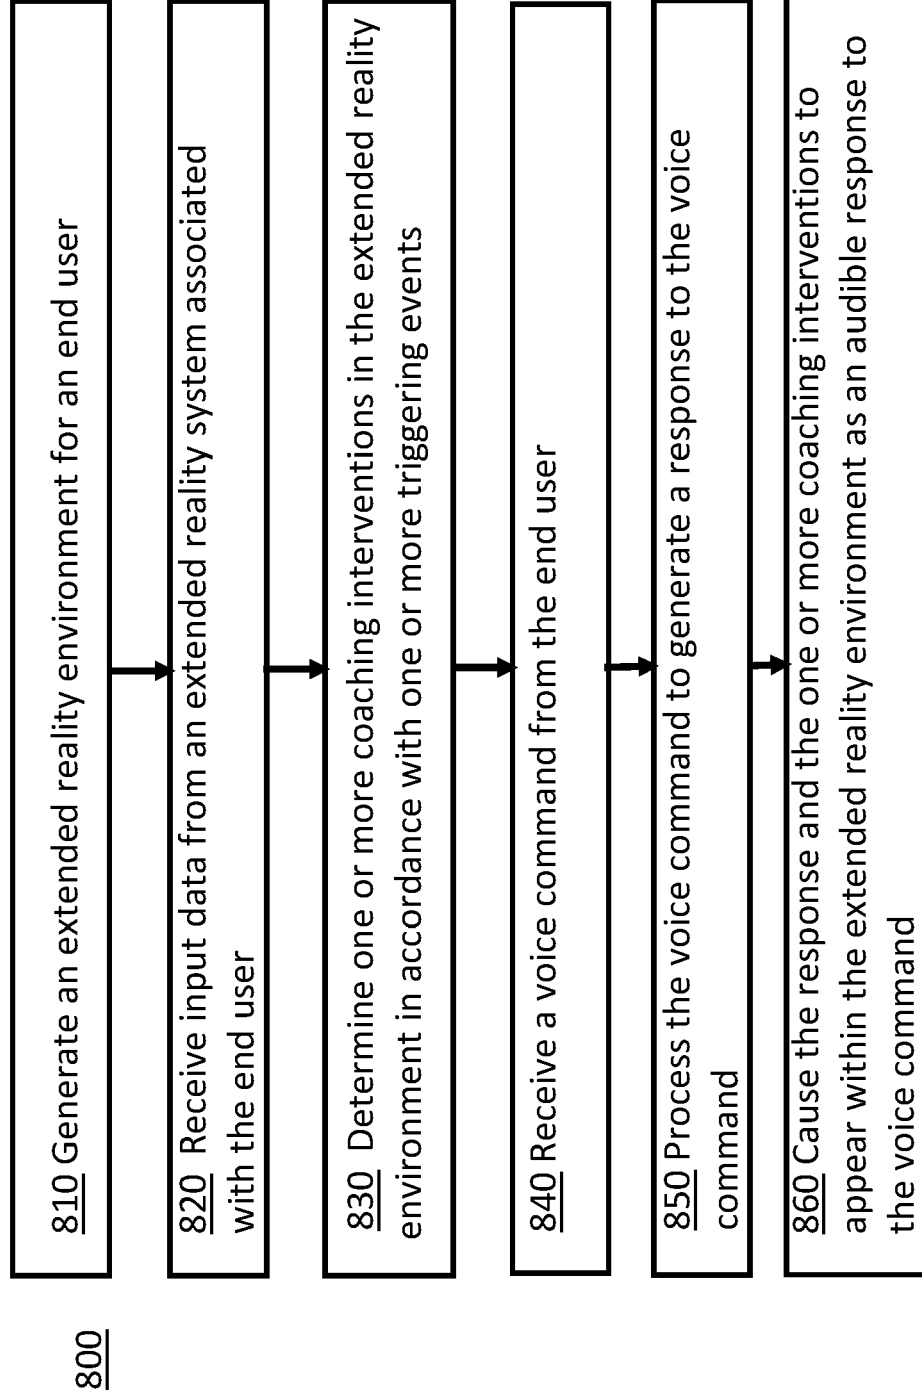 800
810 Generate an extended reality environment for an end user
820 Receive input data from an extended reality system associated
with the end user
830 Determine one or more coaching interventions in the extended reality
environment in accordance with one or more triggering events
840 Receive a voice command from the end user
850 Process the voice command to generate a response to the voice
command
860 Cause the response and the one or more coaching interventions to
appear within the extended reality environment as an audible response to
the voice command